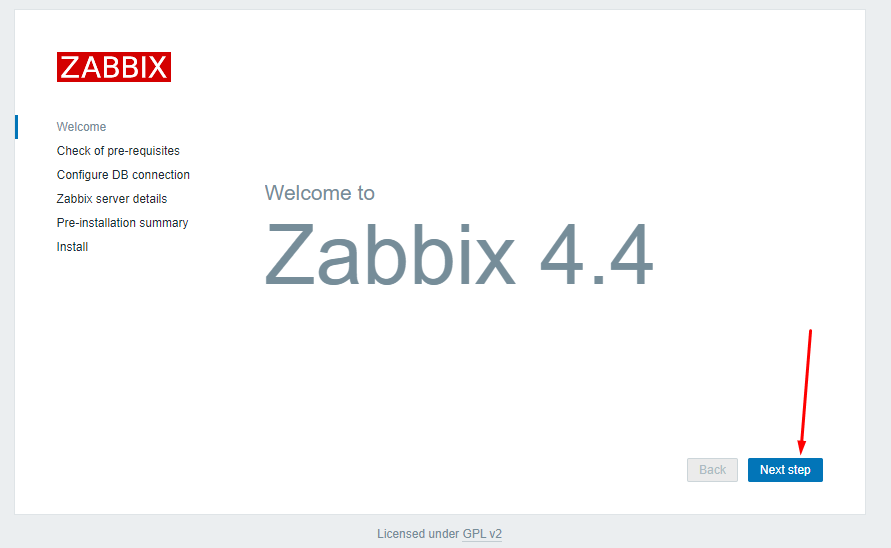 ZABBIX
Welcome
Check of pre-requisites
Configure DB connection
Zabbix server details
Pre-installation summary
Install
Welcome to
Zabbix 4.4
Back
Next step
Licensed under GPL v2